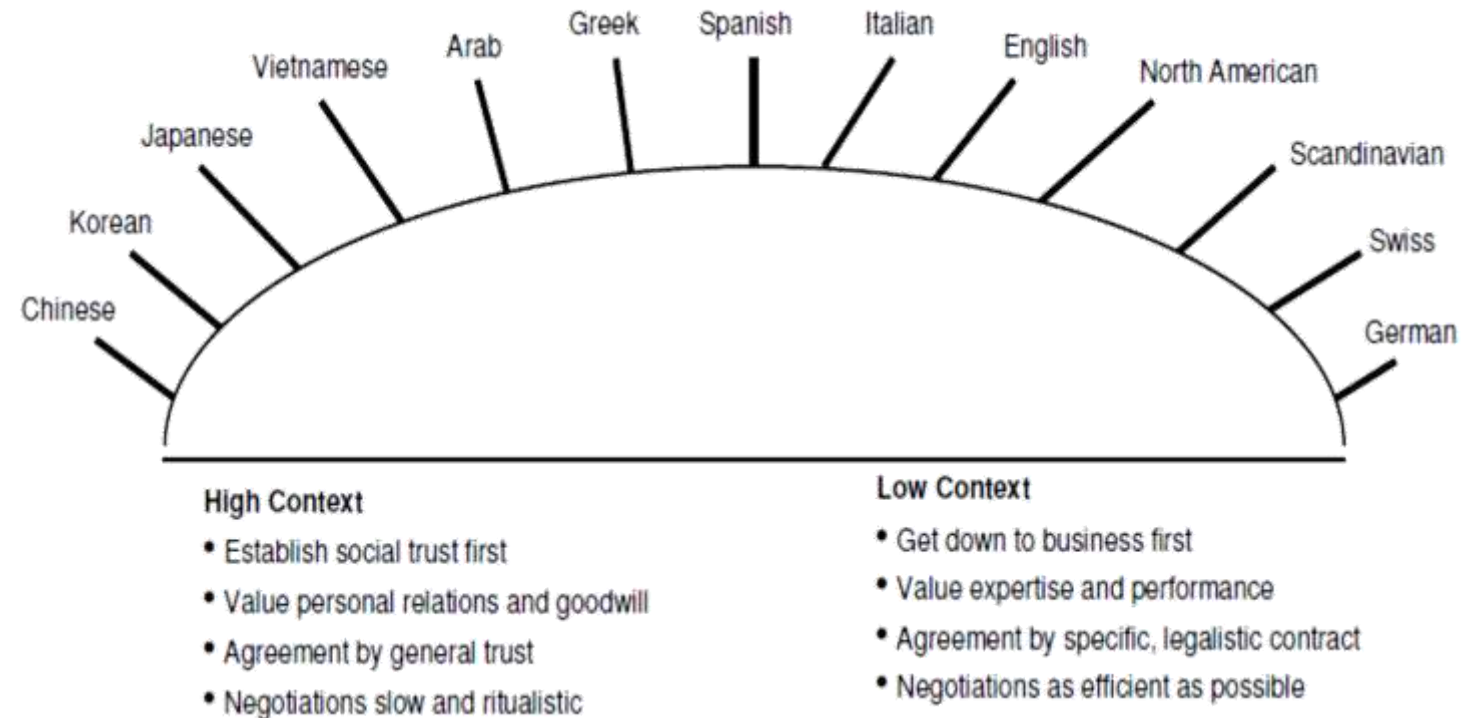 Chinese
Korean
Japanese
Vietnamese
Arab
Greek
Spanish
Italian
English
North American
Scandinavian
Swiss
German
High Context
• Establish social trust first
• Value personal relations and goodwill
• Agreement by general trust
• Negotiations slow and ritualistic
Low Context
• Get down to business first
• Value expertise and performance
• Agreement by specific, legalistic contract
• Negotiations as efficient as possible